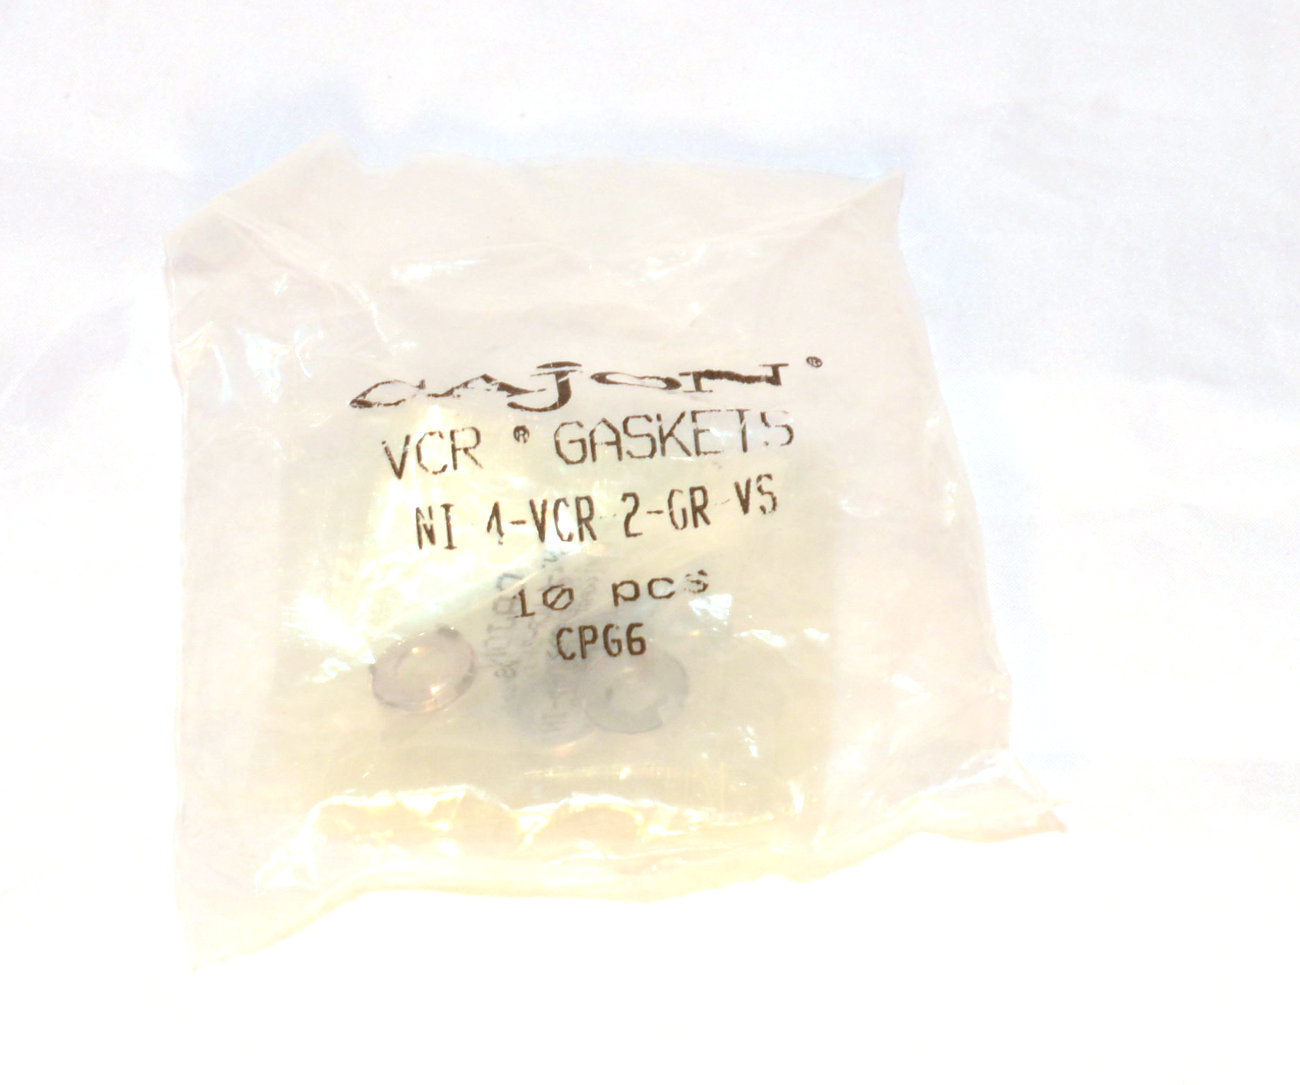 CAJON®
VCR® GASKETS
NI 4-VCR 2-GR VS
10 pcs
CPG6